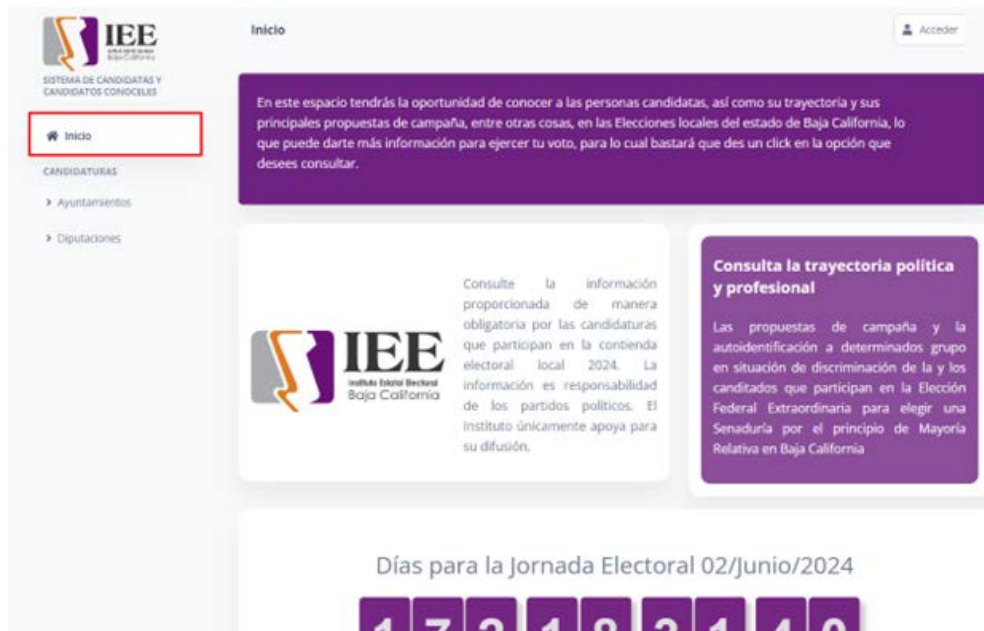 IEE
SISTEMA DE CANDIDATAS Y
CANDIDATOS CONOCELES
Inicio
CANDIDATURAS
Ayuntamientos
Diputaciones
Inicio
Acceder
En este espacio tendrás la oportunidad de conocer a las personas candidatas, así como su trayectoria y sus
principales propuestas de campaña, entre otras cosas, en las Elecciones locales del estado de Baja California, lo
que puede darte más información para ejercer tu voto, para lo cual bastará que des un click en la opción que
desees consultar.
IEE
Instituto Estatal Electoral
Baja California
Consulte la información
proporcionada de manera
obligatoria por las candidaturas
que participan en la contienda
electoral local 2024. La
información es responsabilidad
de los partidos políticos. El
Instituto únicamente apoya para
su difusión.
Consulta la trayectoria política
y profesional
Las propuestas de campaña y la
autoidentificación a determinados grupo
en situación de discriminación de la y los
canditados que participan en la Elección
Federal Extraordinaria para elegir una
Senaduría por el principio de Mayoría
Relativa en Baja California
Días para la Jornada Electoral 02/Junio/2024